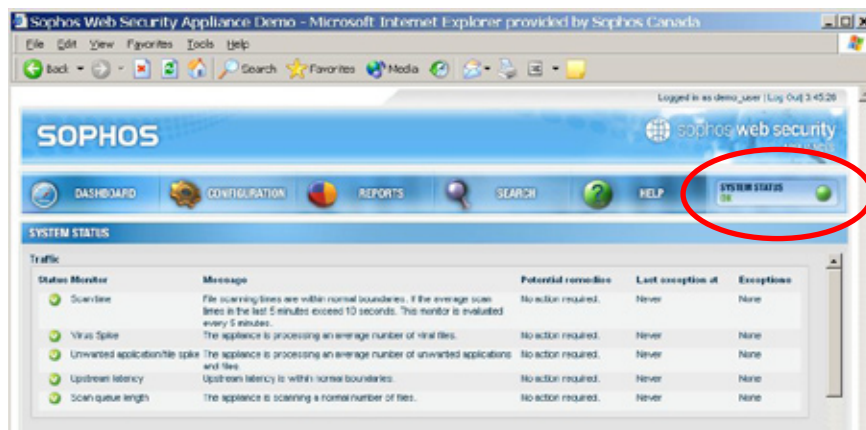 Sophos Web Security Appliance Demo - Microsoft Internet Explorer provided by Sophos Canada
File Edit View Favorites Tools Help
Back Search Favorites Media
Logged in as demo_user | Log Out | 3:45:28
SOPHOS
sophos web security
DASHBOARD CONFIGURATION REPORTS SEARCH HELP SYSTEM STATUS
OK
SYSTEM STATUS
Traffic
Status Monitor Message Potential remedies Last exception at Exceptions
Scan time File scanning times are within normal boundaries. If the average scan No action required. Never None
times in the last 5 minutes exceed 10 seconds. This monitor is evaluated
every 5 minutes.
Virus Spike The appliance is processing an average number of viral files. No action required. Never None
Unwanted application/file spike The appliance is processing an average number of unwanted applications No action required. Never None
and files.
Upstream latency Upstream latency is within normal boundaries. No action required. Never None
Scan queue length The appliance is scanning a normal number of files. No action required. Never None